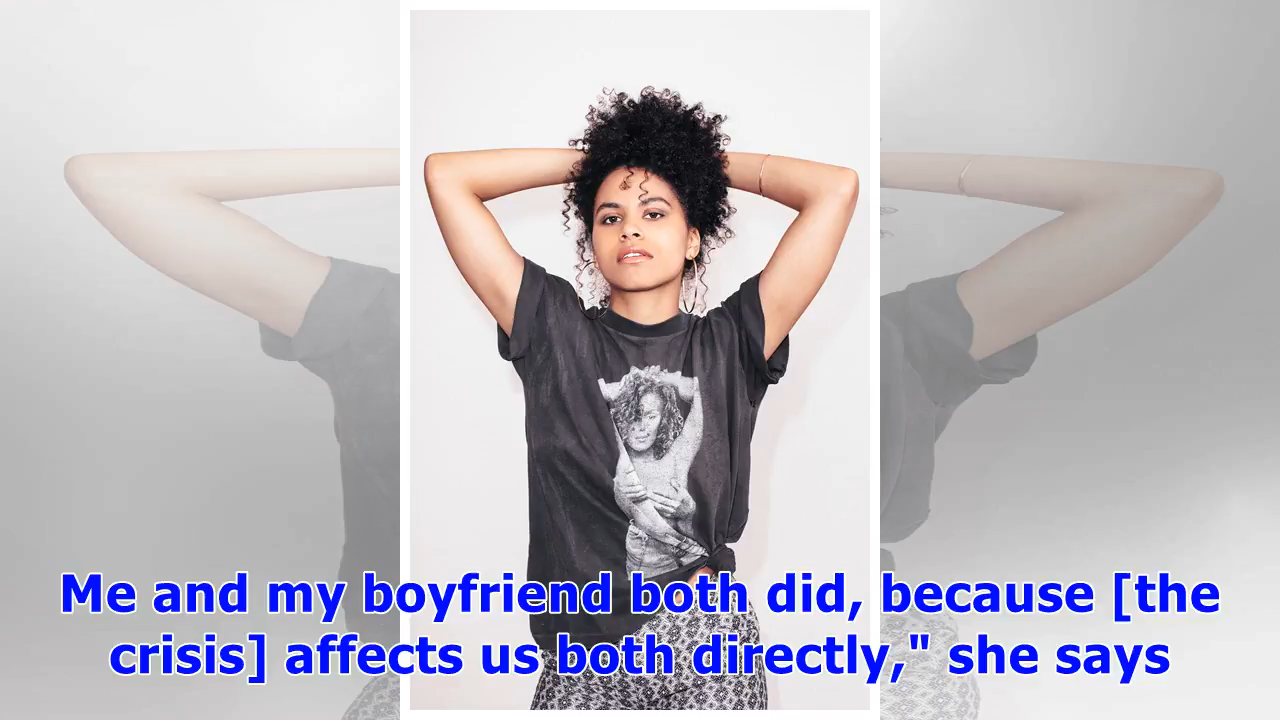 Me and my boyfriend both did, because [the
crisis] affects us both directly," she says